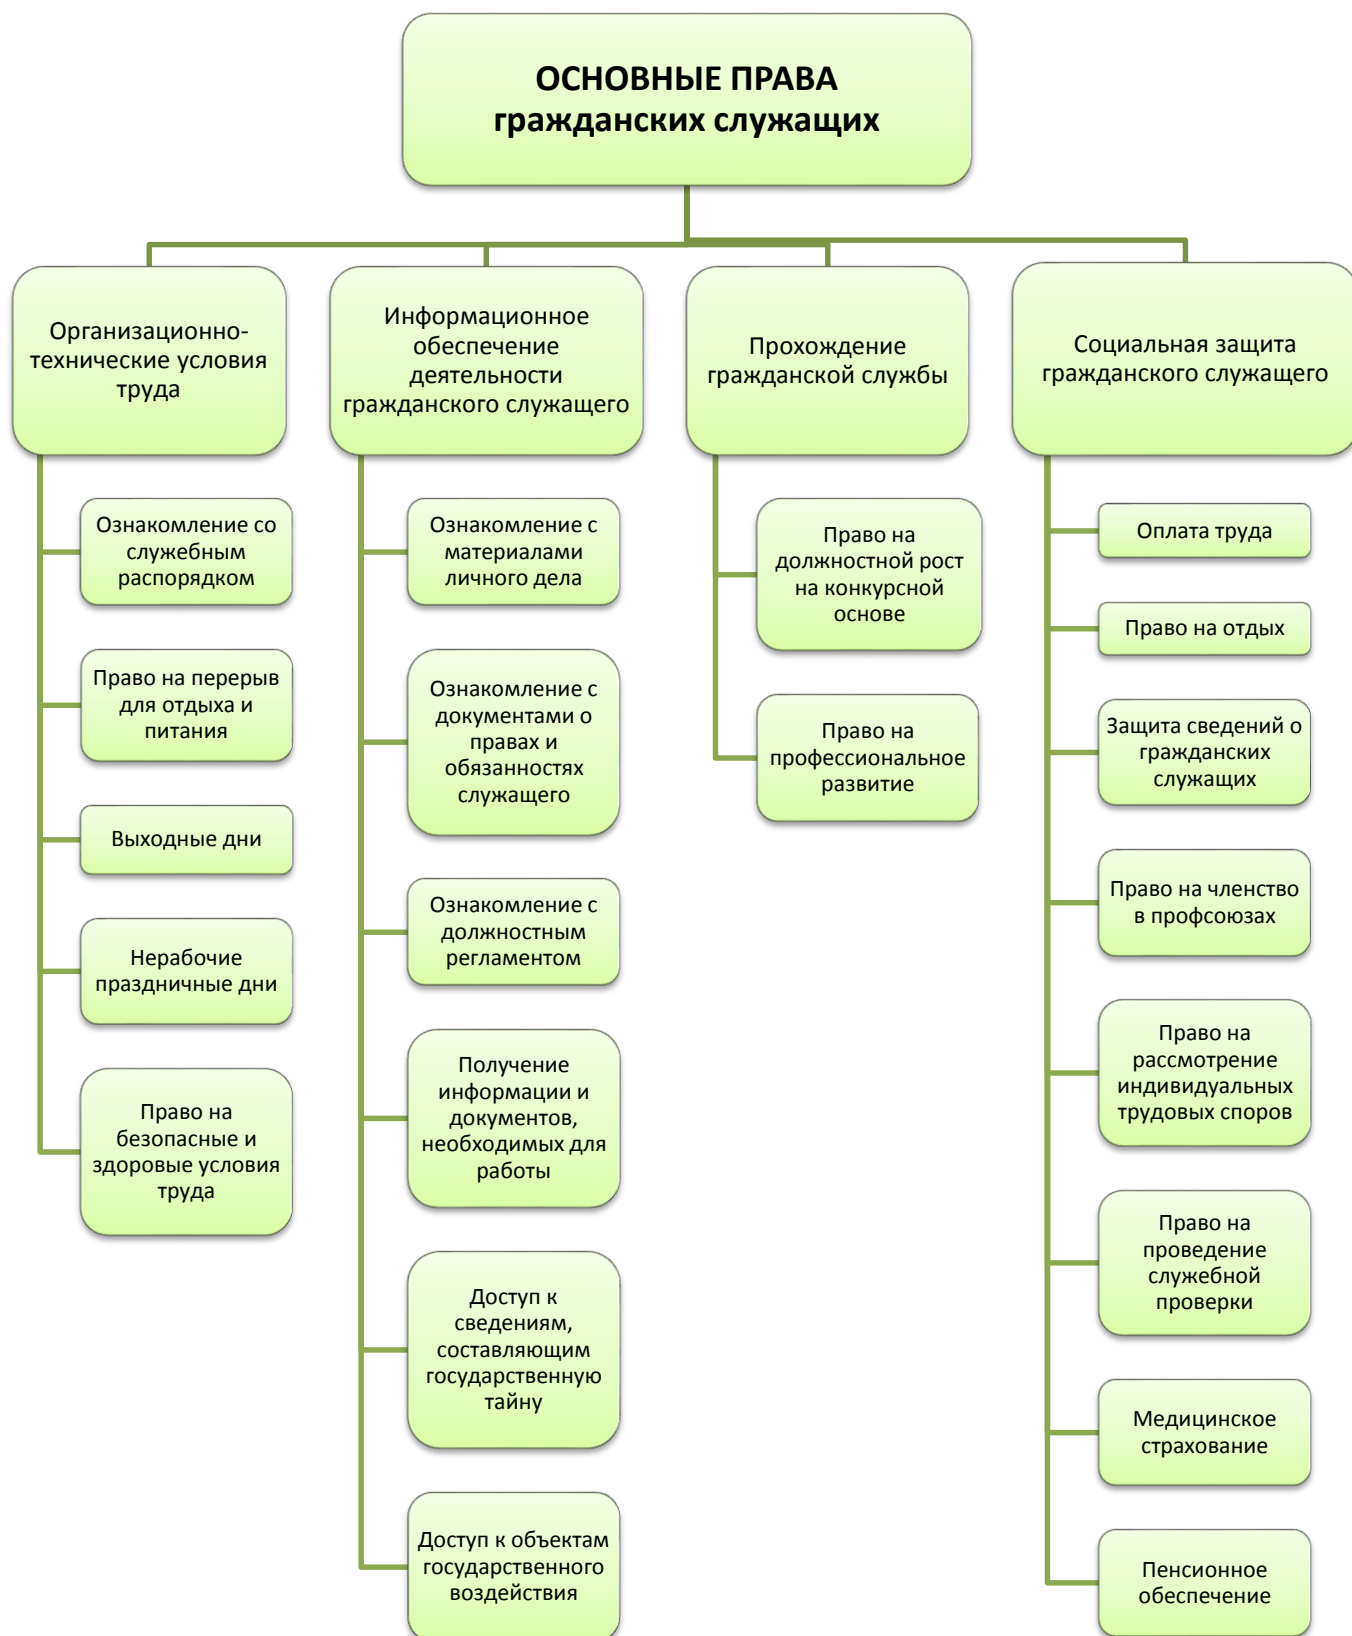 ОСНОВНЫЕ ПРАВА
гражданских служащих
Организационно-
технические условия
труда
Ознакомление со
служебным
распорядком
Право на перерыв
для отдыха и
питания
Выходные дни
Нерабочие
праздничные дни
Право на
безопасные и
здоровые условия
труда
Информационное
обеспечение
деятельности
гражданского служащего
Ознакомление с
материалами
личного дела
Ознакомление с
документами о
правах и
обязанностях
служащего
Ознакомление с
должностным
регламентом
Получение
информации и
документов,
необходимых для
работы
Доступ к
сведениям,
составляющим
государственную
тайну
Доступ к объектам
государственного
воздействия
Прохождение
гражданской службы
Право на
должностной рост
на конкурсной
основе
Право на
профессиональное
развитие
Социальная защита
гражданского служащего
Оплата труда
Право на отдых
Защита сведений о
гражданских
служащих
Право на членство
в профсоюзах
Право на
рассмотрение
индивидуальных
трудовых споров
Право на
проведение
служебной
проверки
Медицинское
страхование
Пенсионное
обеспечение